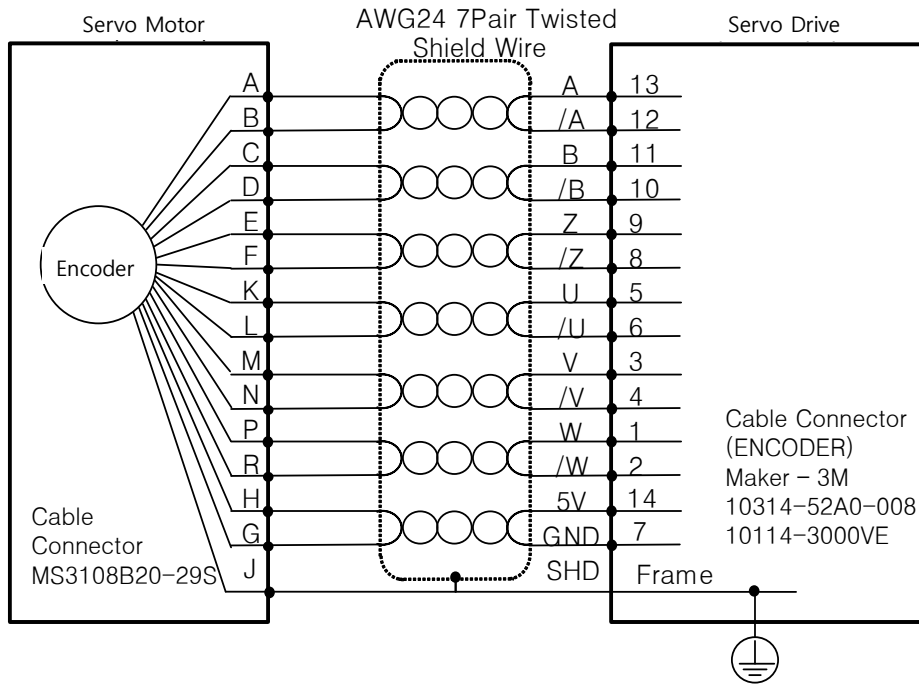 Servo Motor
AWG24 7Pair Twisted
Shield Wire
Servo Drive
A
B
C
D
E
F
K
L
M
N
P
R
H
G
J
Encoder
Cable
Connector
MS3108B20-29S
A
/A
B
/B
Z
/Z
U
/U
V
/V
W
/W
5V
GND
SHD
13
12
11
10
9
8
5
6
3
4
1
2
14
7
Frame
Cable Connector
(ENCODER)
Maker – 3M
10314-52A0-008
10114-3000VE